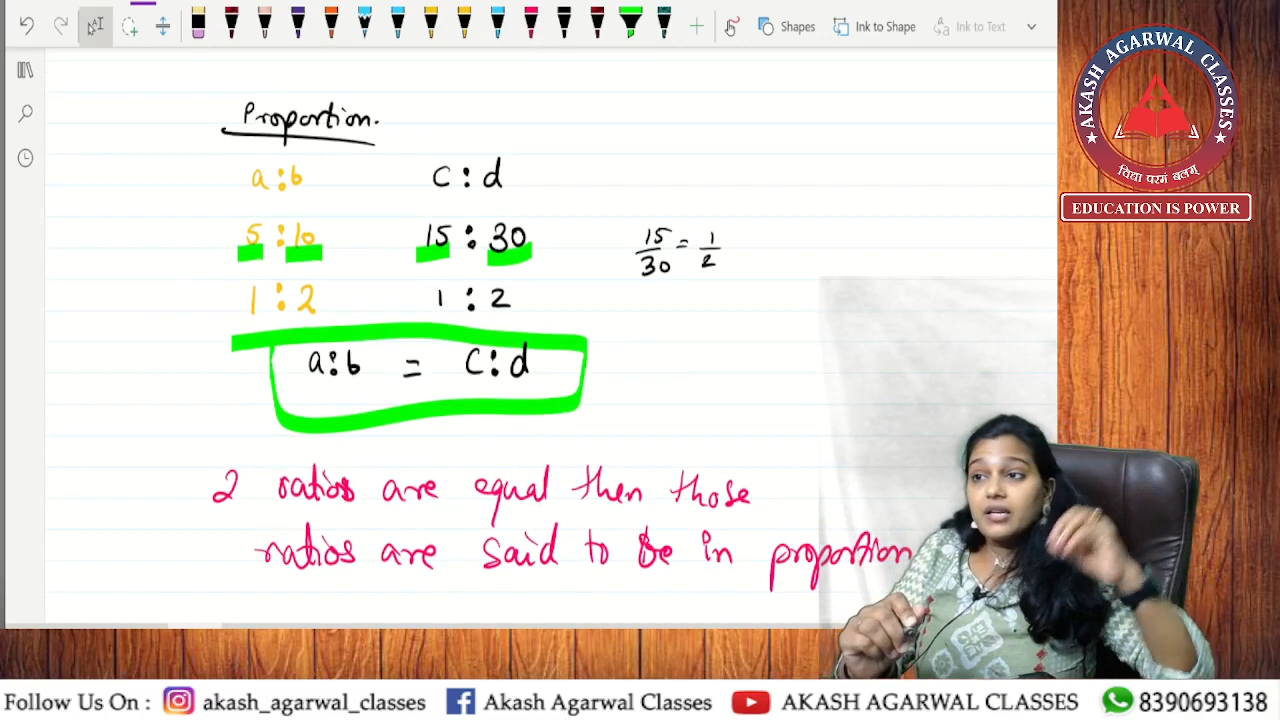 Shapes
Ink to Shape
Ink to Text
Proportion.
a:b C:d
5:10 15:30 15/30 = 1/2
1:2 1:2
a:b = C:d
2 ratios are equal then those
ratios are said to be in proportion
AKASH AGARWAL CLASSES
विद्या परमं बलम्
EDUCATION IS POWER
Follow Us On : akash_agarwal_classes Akash Agarwal Classes AKASH AGARWAL CLASSES 8390693138